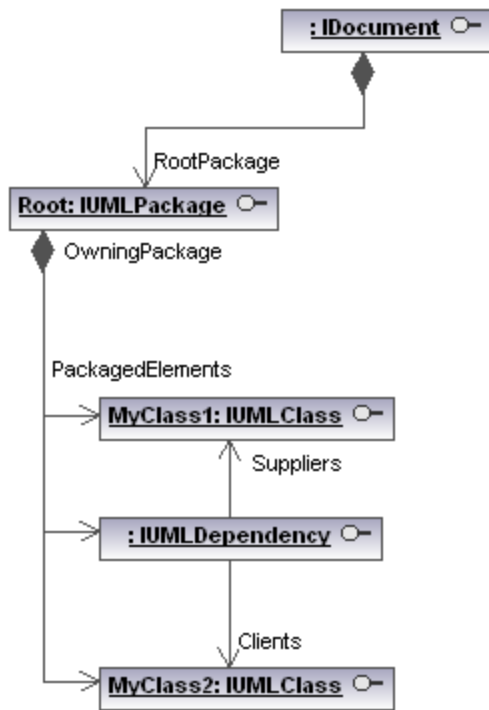 : IDocument
RootPackage
Root: IUMLPackage
OwningPackage
PackagedElements
MyClass1: IUMLClass
Suppliers
: IUMLDependency
Clients
MyClass2: IUMLClass